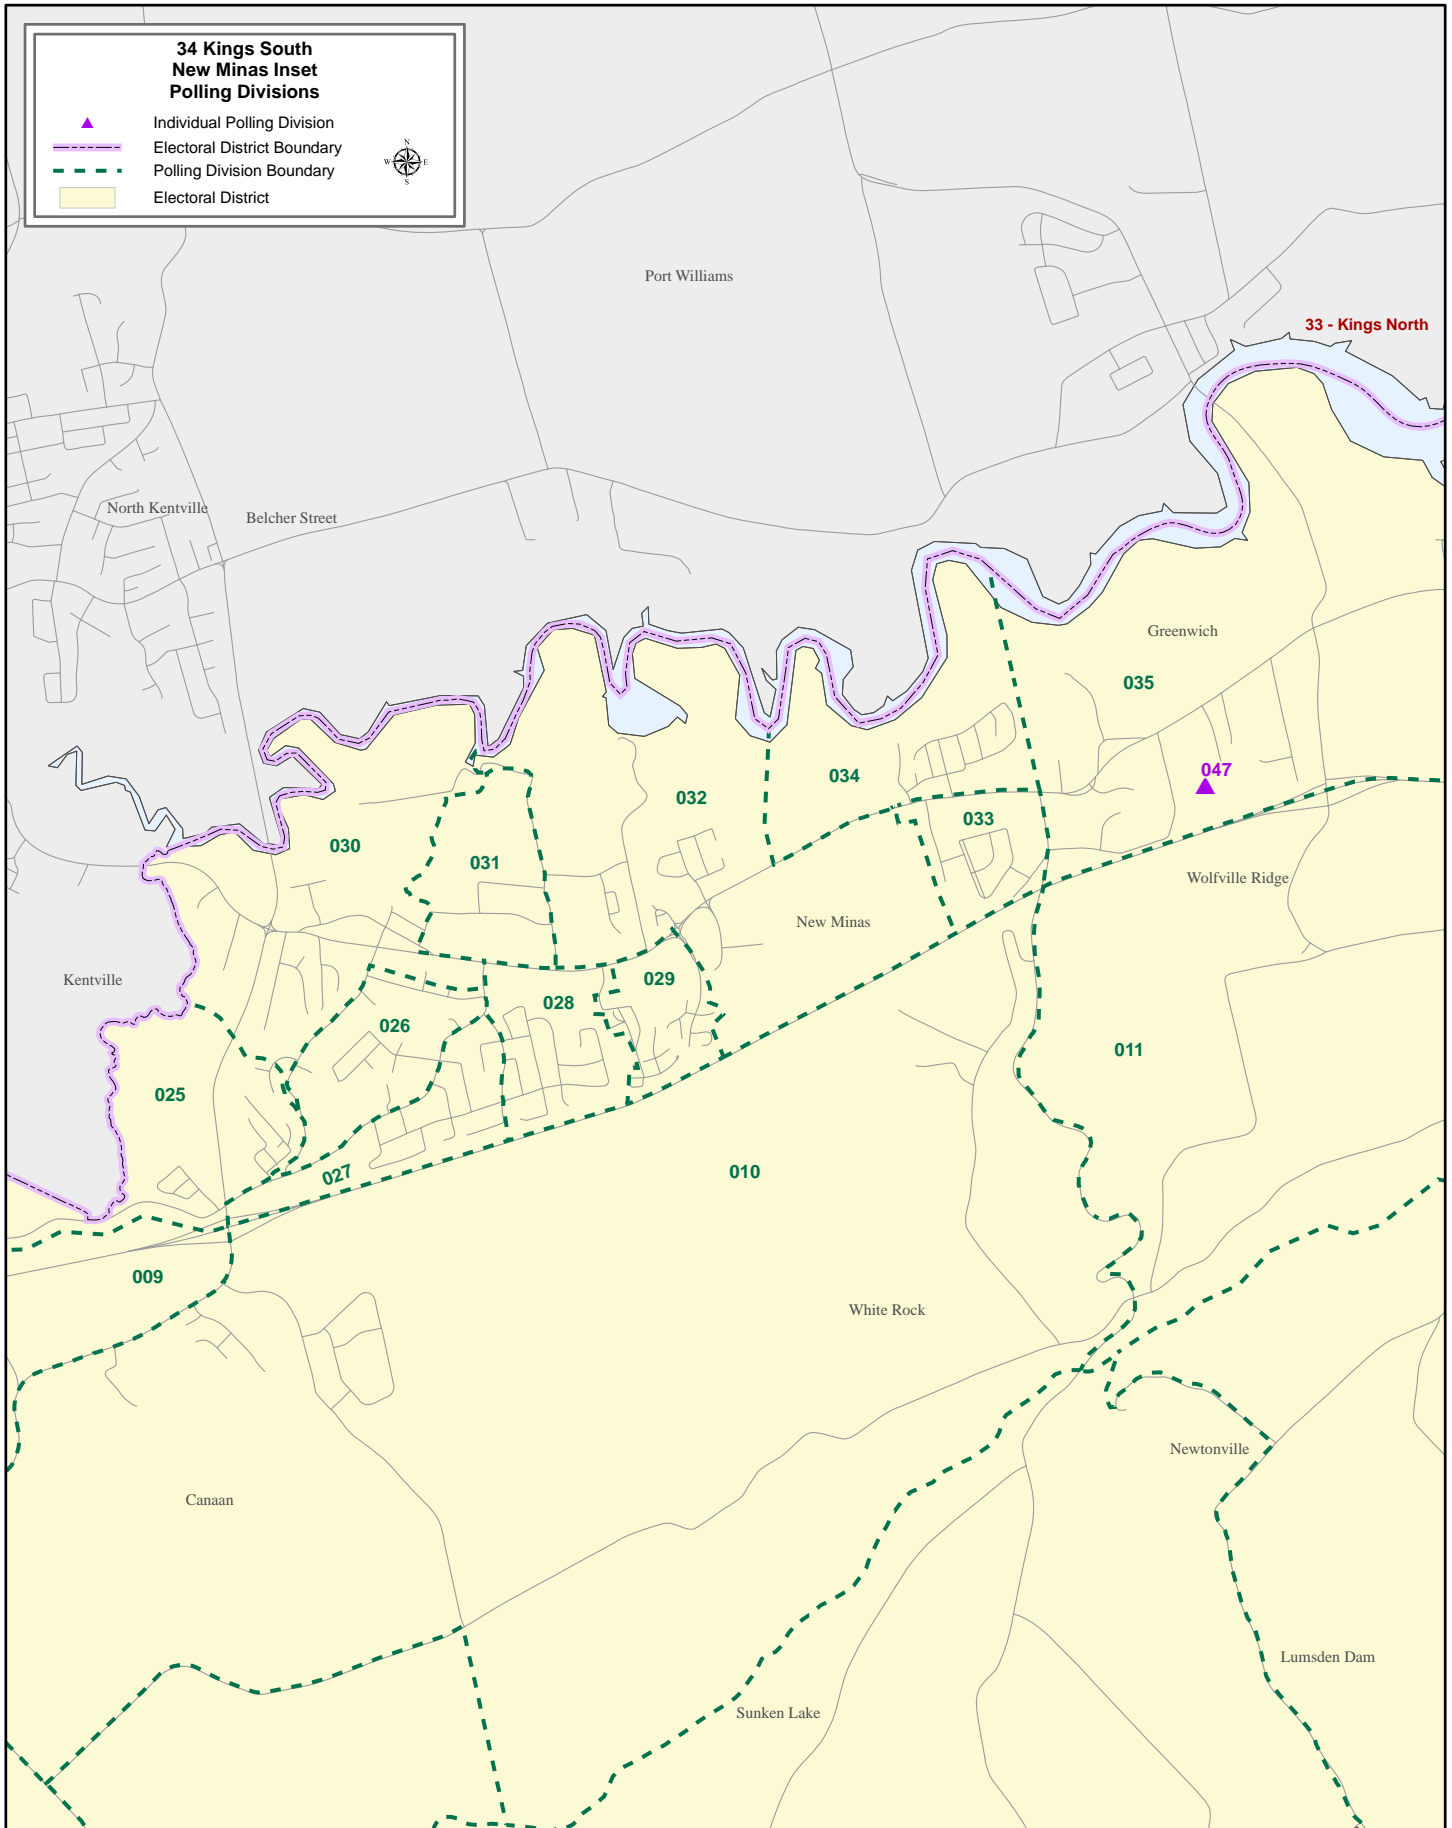 34 Kings South
New Minas Inset
Polling Divisions
Individual Polling Division
Electoral District Boundary
Polling Division Boundary
Electoral District
N
W
E
S
Port Williams
33 - Kings North
North Kentville
Belcher Street
Greenwich
035
047
034
032
033
030
031
Wolfville Ridge
New Minas
Kentville
029
028
026
011
025
027
010
009
White Rock
Newtonville
Canaan
Lumsden Dam
Sunken Lake